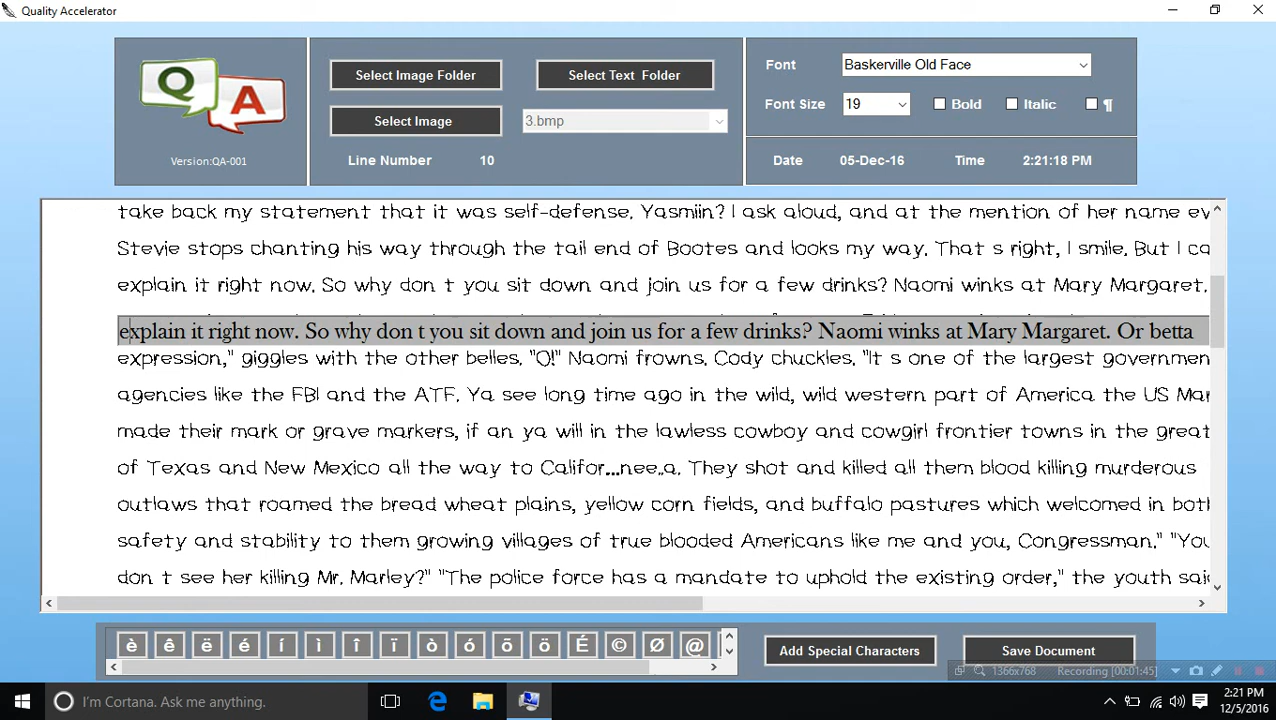 Quality Accelerator
Q A
Version:QA-001
Select Image Folder
Select Text Folder
Select Image
3.bmp
Line Number 10
Font Baskerville Old Face
Font Size 19 Bold Italic ¶
Date 05-Dec-16 Time 2:21:18 PM
take back my statement that it was self-defense. Yasmiin? I ask aloud, and at the mention of her name ev
Stevie stops chanting his way through the tail end of Bootes and looks my way. That s right, I smile. But I ca
explain it right now. So why don t you sit down and join us for a few drinks? Naomi winks at Mary Margaret.
explain it right now. So why don t you sit down and join us for a few drinks? Naomi winks at Mary Margaret. Or betta
expression," giggles with the other belles. "O!" Naomi frowns. Cody chuckles. "It s one of the largest governmen
agencies like the FBI and the ATF. Ya see long time ago in the wild, wild western part of America the US Mar
made their mark or grave markers, if an ya will in the lawless cowboy and cowgirl frontier towns in the great
of Texas and New Mexico all the way to Califor...nee..a. They shot and killed all them blood killing murderous
outlaws that roamed the bread wheat plains, yellow corn fields, and buffalo pastures which welcomed in both
safety and stability to them growing villages of true blooded Americans like me and you, Congressman." "You
don t see her killing Mr. Marley?" "The police force has a mandate to uphold the existing order," the youth said
è ê ë é í ì î ï ò ó õ ö É © Ø @
Add Special Characters
Save Document
1366x768 Recording [00:01:45]
I'm Cortana. Ask me anything.
2:21 PM
12/5/2016